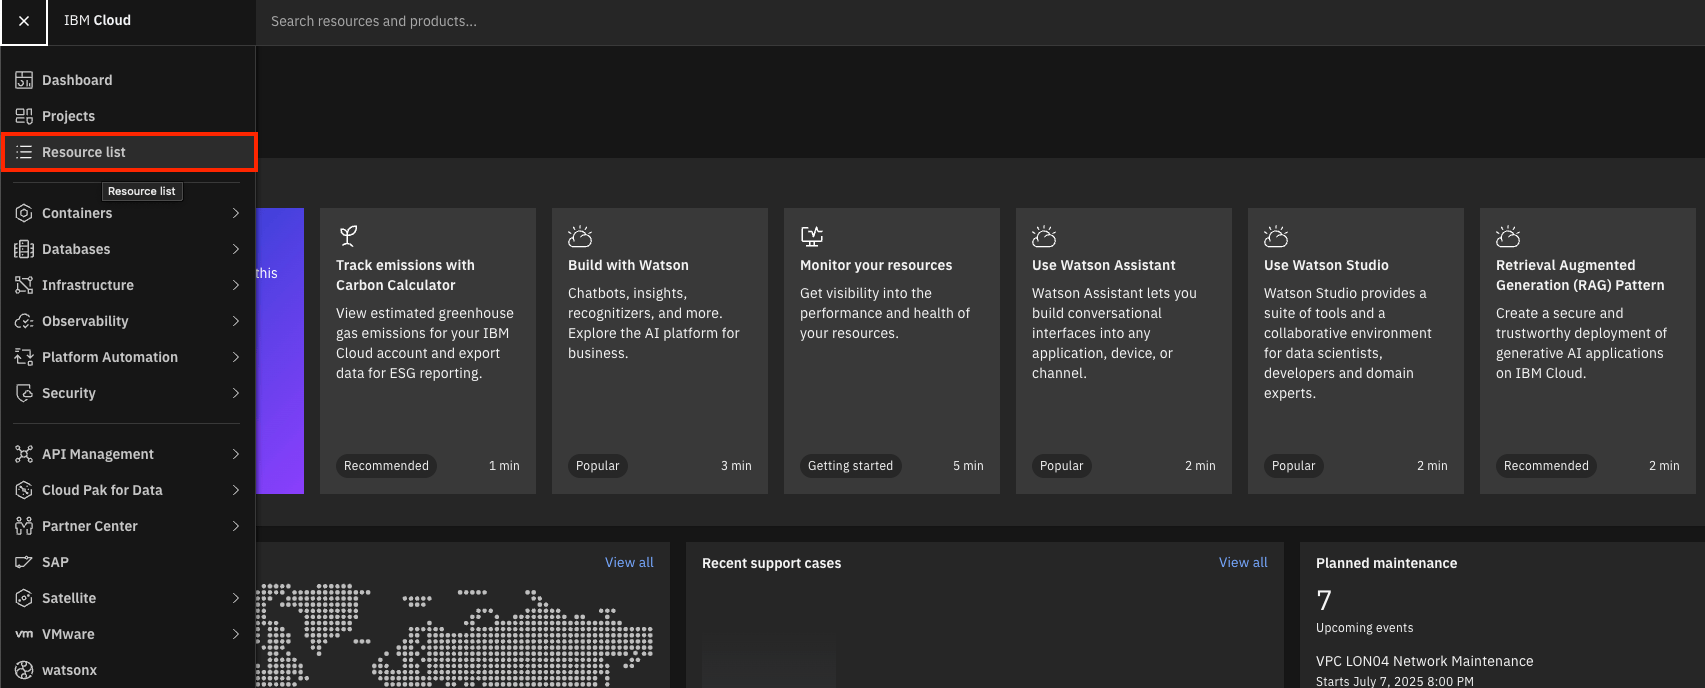 IBM Cloud
Search resources and products...
Dashboard
Projects
Resource list
Resource list
Containers
Databases
Infrastructure
Observability
Platform Automation
Security
API Management
Cloud Pak for Data
Partner Center
SAP
Satellite
vm VMware
watsonx
this
Track emissions with
Carbon Calculator
View estimated greenhouse
gas emissions for your IBM
Cloud account and export
data for ESG reporting.
Recommended 1 min
Build with Watson
Chatbots, insights,
recognitizers, and more.
Explore the AI platform for
business.
Popular 3 min
Monitor your resources
Get visibility into the
performance and health of
your resources.
Getting started 5 min
Use Watson Assistant
Watson Assistant lets you
build conversational
interfaces into any
application, device, or
channel.
Popular 2 min
Use Watson Studio
Watson Studio provides a
suite of tools and a
collaborative environment
for data scientists,
developers and domain
experts.
Popular 2 min
Retrieval Augmented
Generation (RAG) Pattern
Create a secure and
trustworthy deployment of
generative AI applications
on IBM Cloud.
Recommended 2 min
View all
Recent support cases View all
Planned maintenance
7
Upcoming events
VPC LON04 Network Maintenance
Starts July 7, 2025 8:00 PM